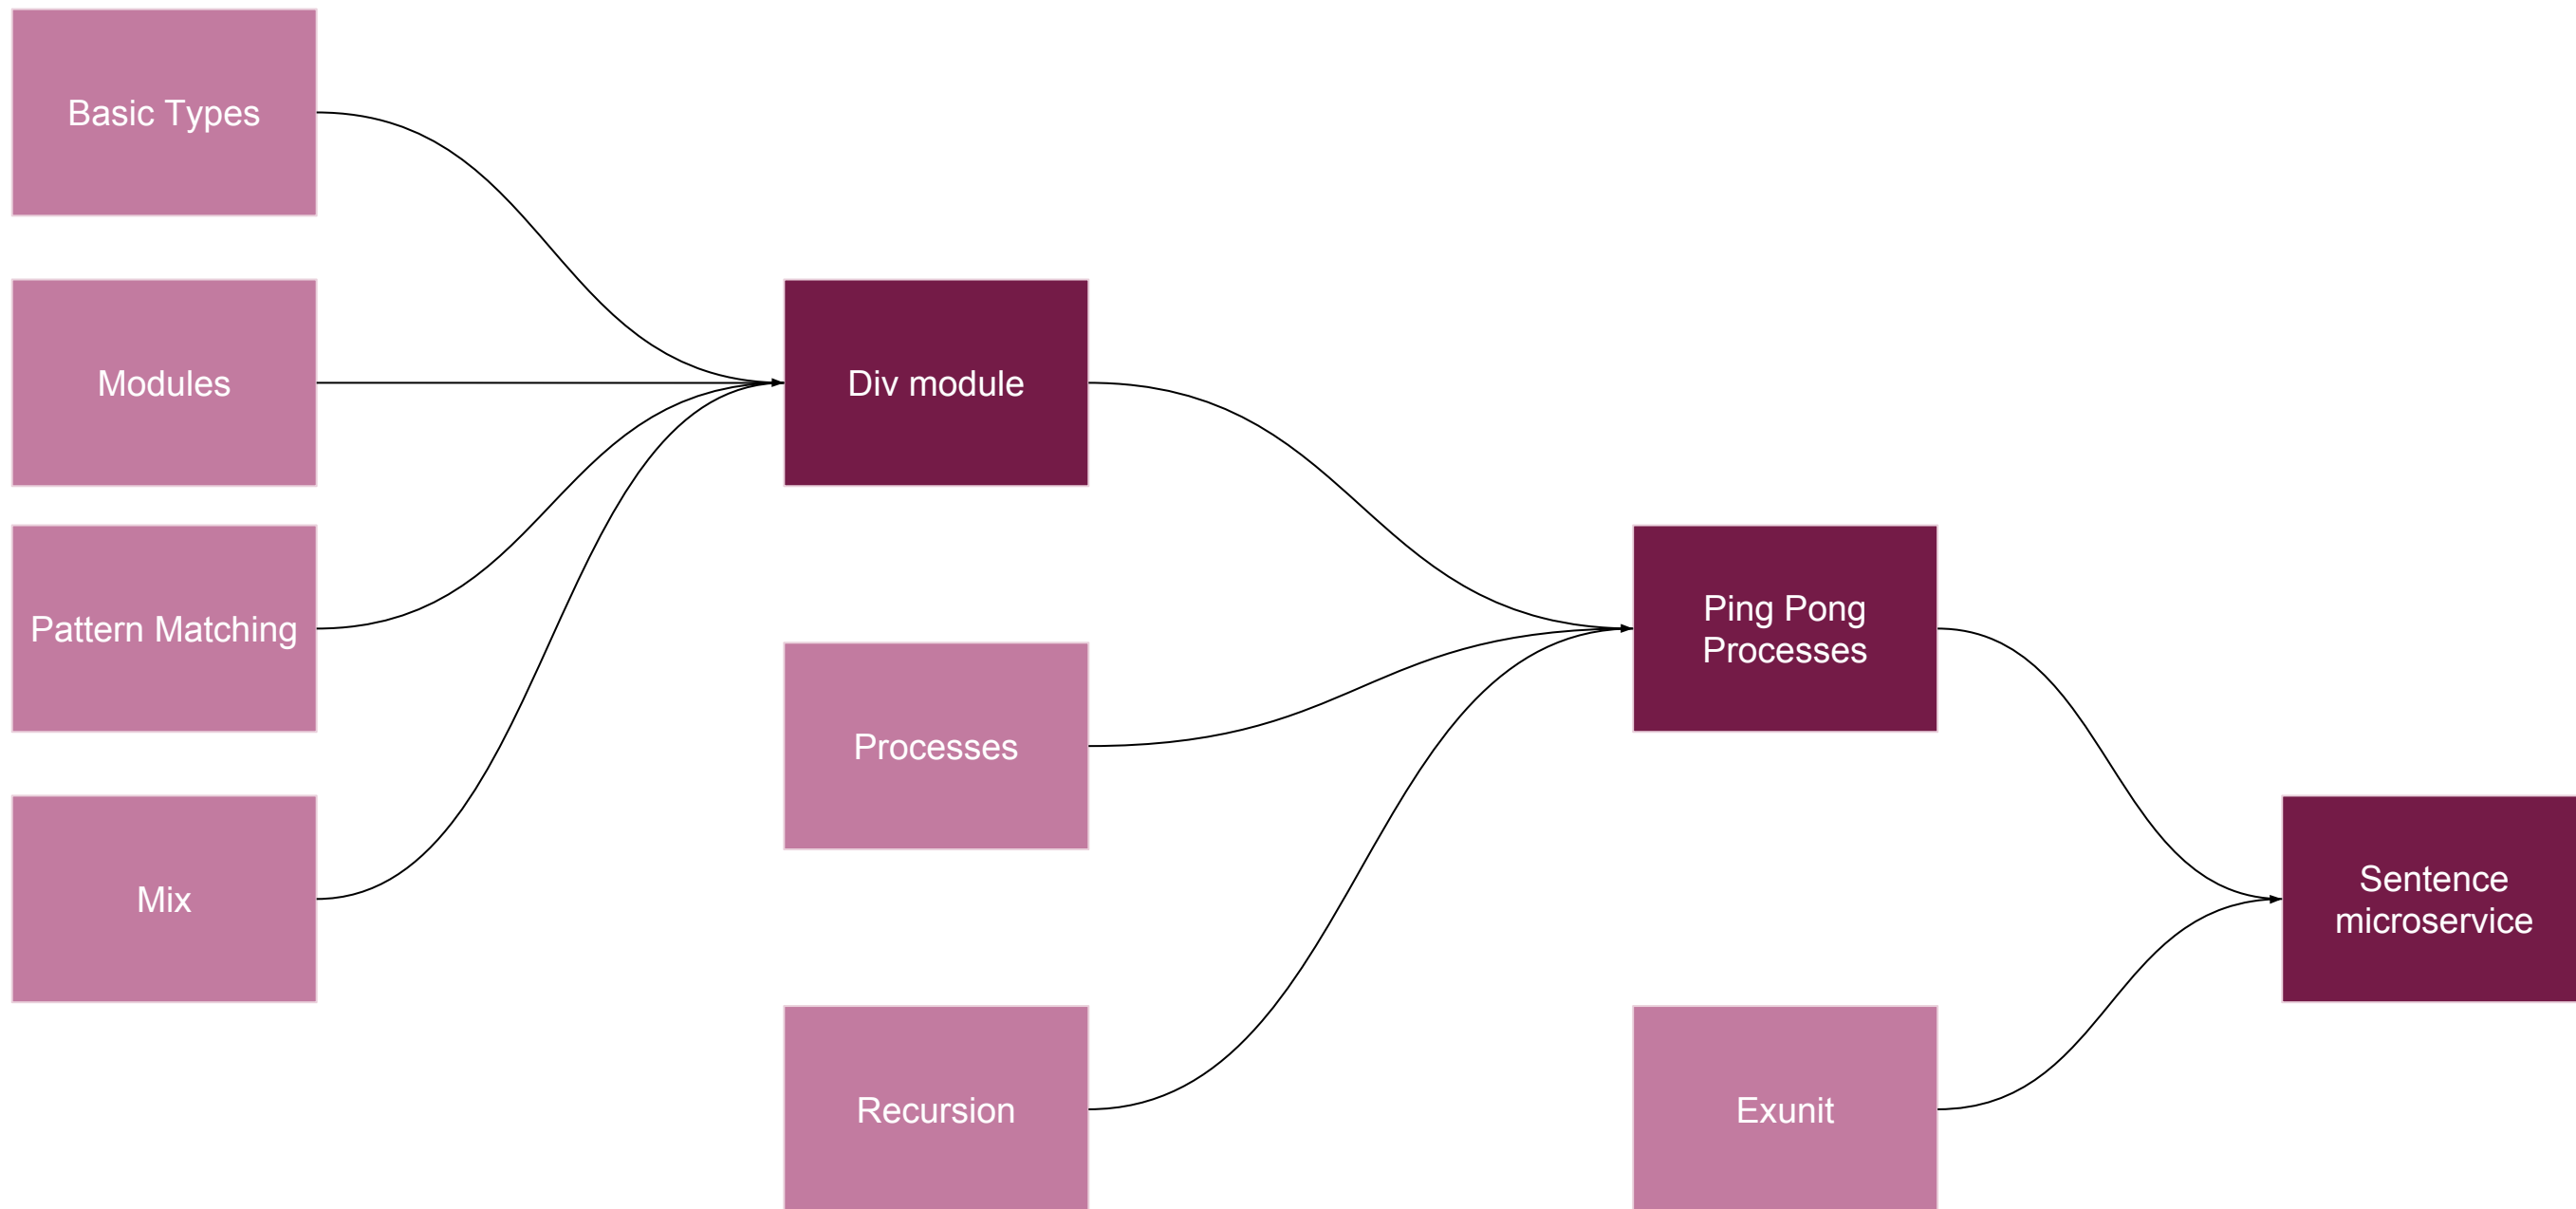 Basic Types
Modules
Div module
Pattern Matching
Ping Pong
Processes
Processes
Mix
Sentence
microservice
Recursion
Exunit